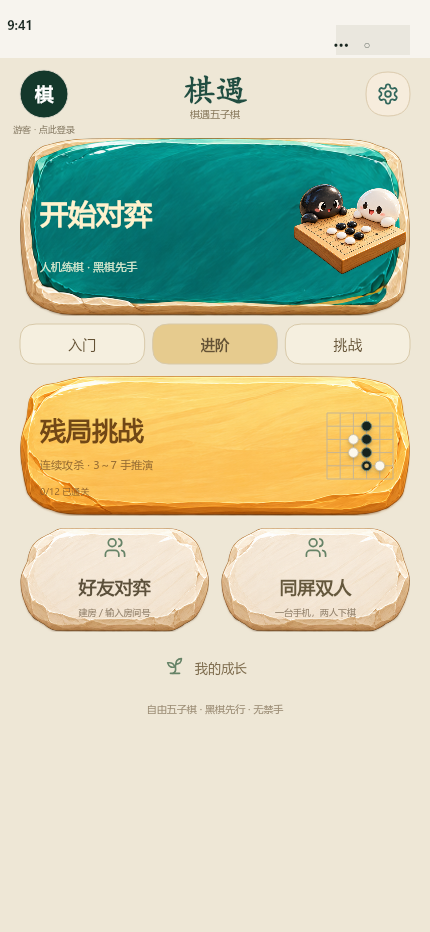 9:41
棋
棋遇
棋遇五子棋
游客 · 点此登录
开始对弈
人机练棋 · 黑棋先手
入门
进阶
挑战
残局挑战
连续攻杀 · 3~7 手推演
0/12 已通关
好友对弈
建房 / 输入房间号
同屏双人
一台手机，两人下棋
我的成长
自由五子棋 · 黑棋先行 · 无禁手